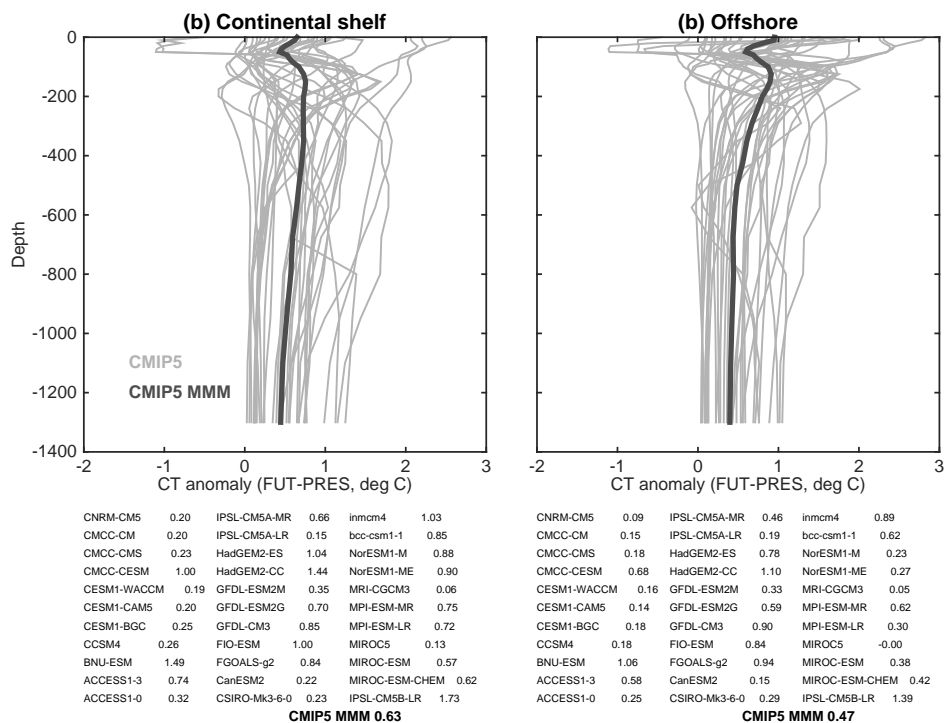 (b) Continental shelf
0
-200
-400
-600
-800
-1000
-1200
-1400
Depth
CMIP5
CMIP5 MMM
-2 -1 0 1 2 3
CT anomaly (FUT-PRES, deg C)
CNRM-CM5 0.20 IPSL-CM5A-MR 0.66 inmcm4 1.03
CMCC-CM 0.20 IPSL-CM5A-LR 0.15 bcc-csm1-1 0.85
CMCC-CMS 0.23 HadGEM2-ES 1.04 NorESM1-M 0.88
CMCC-CESM 1.00 HadGEM2-CC 1.44 NorESM1-ME 0.90
CESM1-WACCM 0.19 GFDL-ESM2M 0.35 MRI-CGCM3 0.06
CESM1-CAM5 0.20 GFDL-ESM2G 0.70 MPI-ESM-MR 0.75
CESM1-BGC 0.25 GFDL-CM3 0.85 MPI-ESM-LR 0.72
CCSM4 0.26 FIO-ESM 1.00 MIROC5 0.13
BNU-ESM 1.49 FGOALS-g2 0.84 MIROC-ESM 0.57
ACCESS1-3 0.74 CanESM2 0.22 MIROC-ESM-CHEM 0.62
ACCESS1-0 0.32 CSIRO-Mk3-6-0 0.23 IPSL-CM5B-LR 1.73
CMIP5 MMM 0.63
(b) Offshore
0
-200
-400
-600
-800
-1000
-1200
-1400
-2 -1 0 1 2 3
CT anomaly (FUT-PRES, deg C)
CNRM-CM5 0.09 IPSL-CM5A-MR 0.46 inmcm4 0.89
CMCC-CM 0.15 IPSL-CM5A-LR 0.19 bcc-csm1-1 0.62
CMCC-CMS 0.18 HadGEM2-ES 0.78 NorESM1-M 0.23
CMCC-CESM 0.68 HadGEM2-CC 1.10 NorESM1-ME 0.27
CESM1-WACCM 0.16 GFDL-ESM2M 0.33 MRI-CGCM3 0.05
CESM1-CAM5 0.14 GFDL-ESM2G 0.59 MPI-ESM-MR 0.62
CESM1-BGC 0.18 GFDL-CM3 0.90 MPI-ESM-LR 0.30
CCSM4 0.18 FIO-ESM 0.84 MIROC5 -0.00
BNU-ESM 1.06 FGOALS-g2 0.94 MIROC-ESM 0.38
ACCESS1-3 0.58 CanESM2 0.15 MIROC-ESM-CHEM 0.42
ACCESS1-0 0.25 CSIRO-Mk3-6-0 0.29 IPSL-CM5B-LR 1.39
CMIP5 MMM 0.47